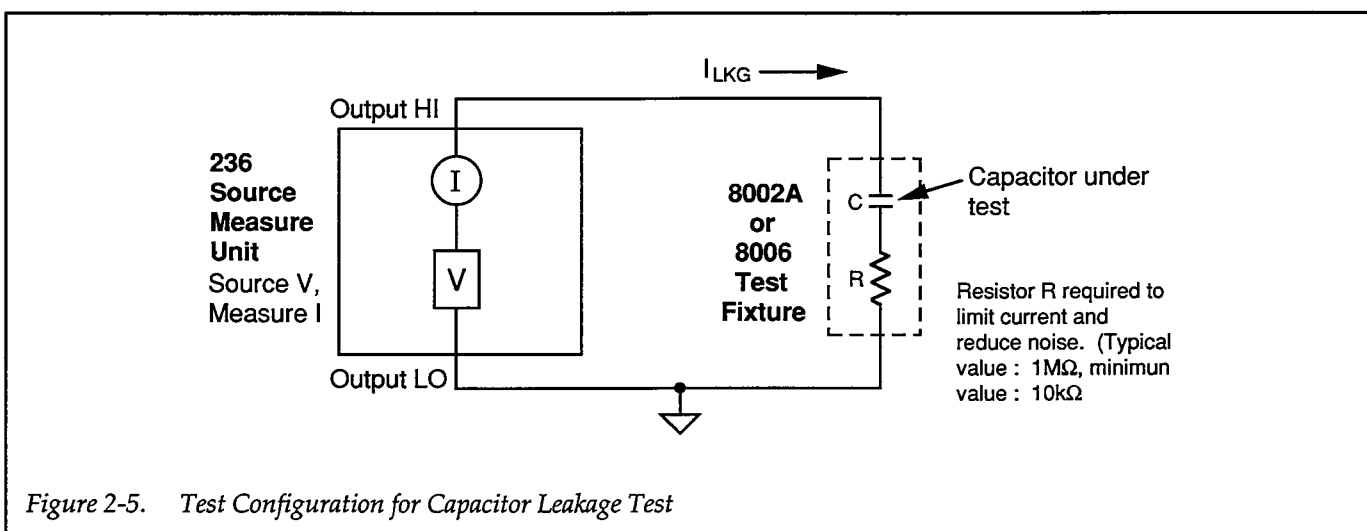 I LKG
Output HI
236
Source
Measure
Unit
Source V,
Measure I
I
V
Output LO
8002A
or
8006
Test
Fixture
C
R
Capacitor under
test
Resistor R required to
limit current and
reduce noise. (Typical
value : 1MΩ, minimun
value : 10kΩ
Figure 2-5. Test Configuration for Capacitor Leakage Test